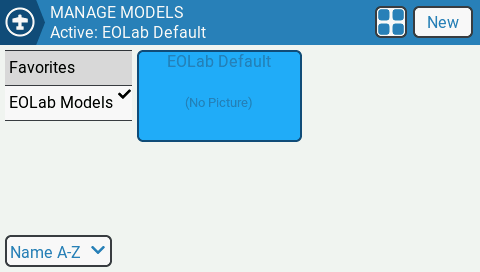 MANAGE MODELS
Active: EOLab Default
New
Favorites
EOLab Models
EOLab Default
(No Picture)
Name A-Z